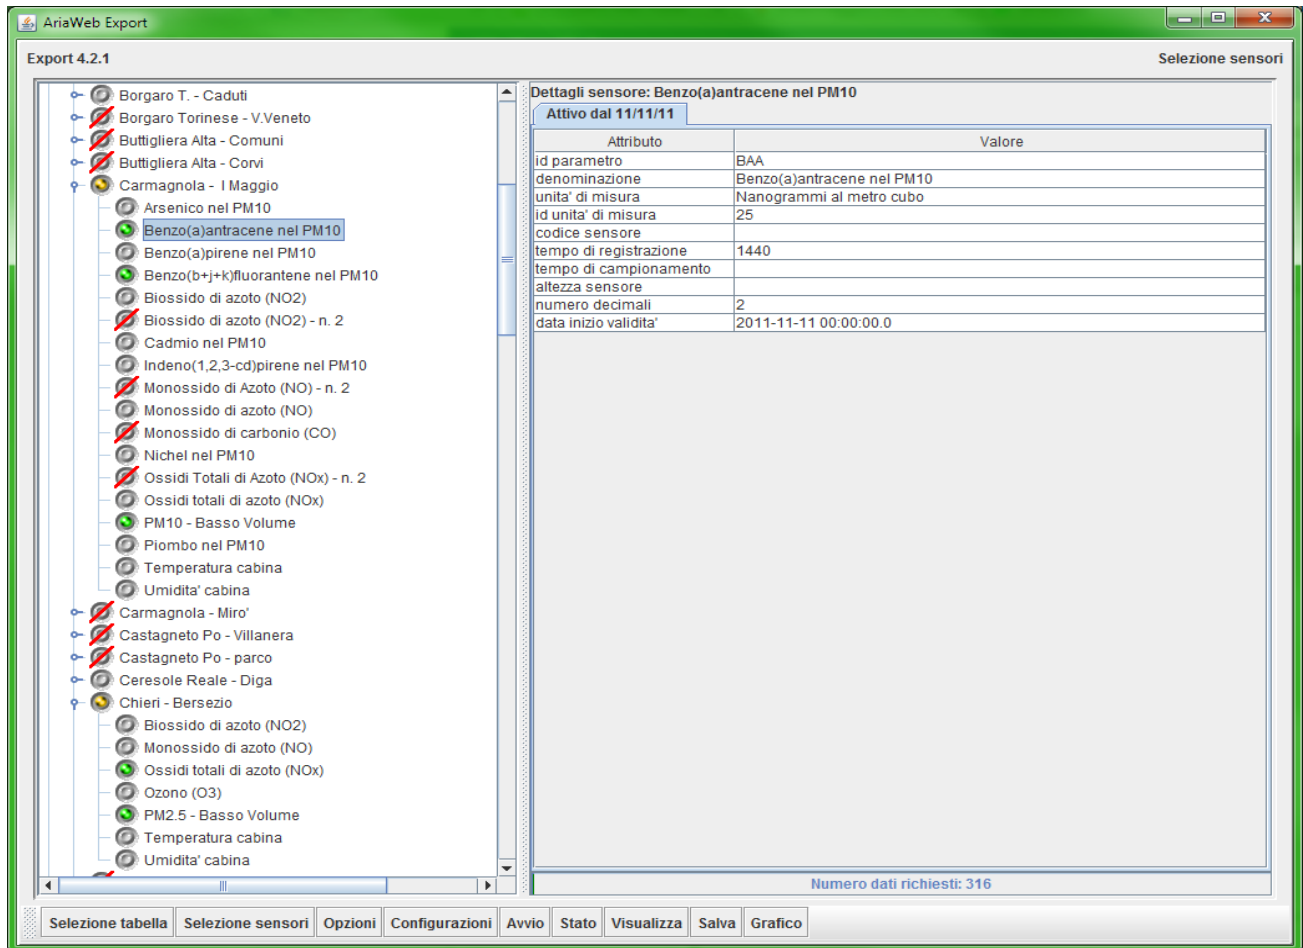 AriaWeb Export
Export 4.2.1
Selezione sensori
Borgaro T. - Caduti
Borgaro Torinese - V.Veneto
Buttigliera Alta - Comuni
Buttigliera Alta - Corvi
Carmagnola - I Maggio
Arsenico nel PM10
Benzo(a)antracene nel PM10
Benzo(a)pirene nel PM10
Benzo(b+j+k)fluorantene nel PM10
Biossido di azoto (NO2)
Biossido di azoto (NO2) - n. 2
Cadmio nel PM10
Indeno(1,2,3-cd)pirene nel PM10
Monossido di Azoto (NO) - n. 2
Monossido di azoto (NO)
Monossido di carbonio (CO)
Nichel nel PM10
Ossidi Totali di Azoto (NOx) - n. 2
Ossidi totali di azoto (NOx)
PM10 - Basso Volume
Piombo nel PM10
Temperatura cabina
Umidita' cabina
Carmagnola - Miro'
Castagneto Po - Villanera
Castagneto Po - parco
Ceresole Reale - Diga
Chieri - Bersezio
Biossido di azoto (NO2)
Monossido di azoto (NO)
Ossidi totali di azoto (NOx)
Ozono (O3)
PM2.5 - Basso Volume
Temperatura cabina
Umidita' cabina
Dettagli sensore: Benzo(a)antracene nel PM10
Attivo dal 11/11/11
Attributo Valore
id parametro BAA
denominazione Benzo(a)antracene nel PM10
unita' di misura Nanogrammi al metro cubo
id unita' di misura 25
codice sensore
tempo di registrazione 1440
tempo di campionamento
altezza sensore
numero decimali 2
data inizio validita' 2011-11-11 00:00:00.0
Numero dati richiesti: 316
Selezione tabella Selezione sensori Opzioni Configurazioni Avvio Stato Visualizza Salva Grafico